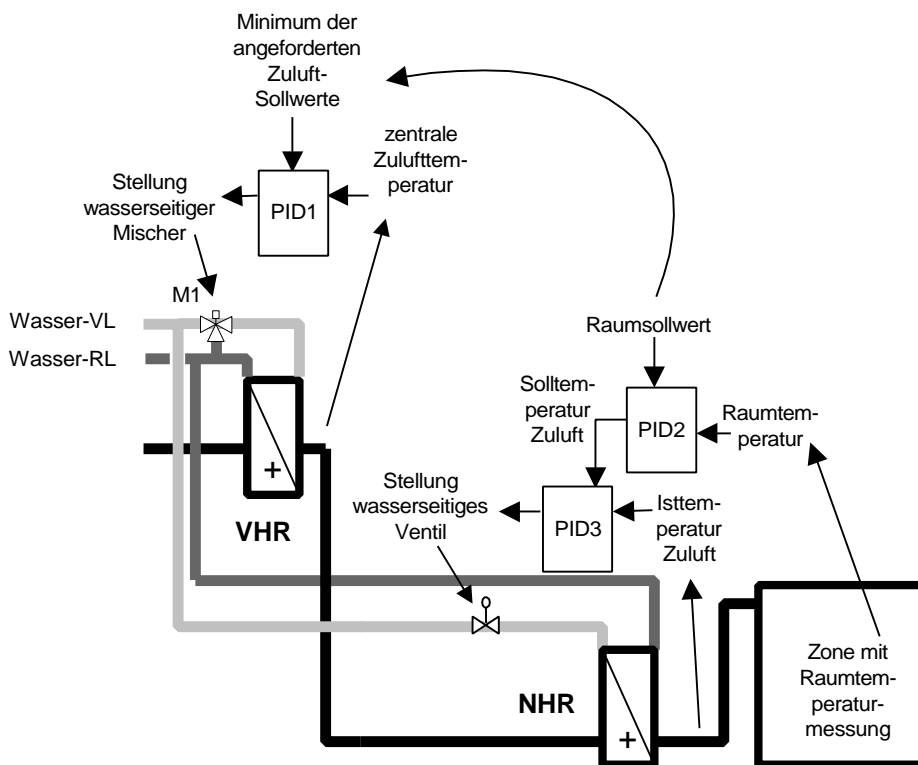 Minimum der
angeforderten
Zuluft-
Sollwerte
zentrale
Zulufttem-
peratur
Stellung
wasserseitiger
Mischer
PID1
M1
Wasser-VL
Wasser-RL
Raumsollwert
Solltem-
peratur
Zuluft
PID2
Raumtem-
peratur
+
VHR
Stellung
wasserseitiges
Ventil
PID3
Isttem-
peratur
Zuluft
NHR
+
Zone mit
Raumtem-
peratur-
messung